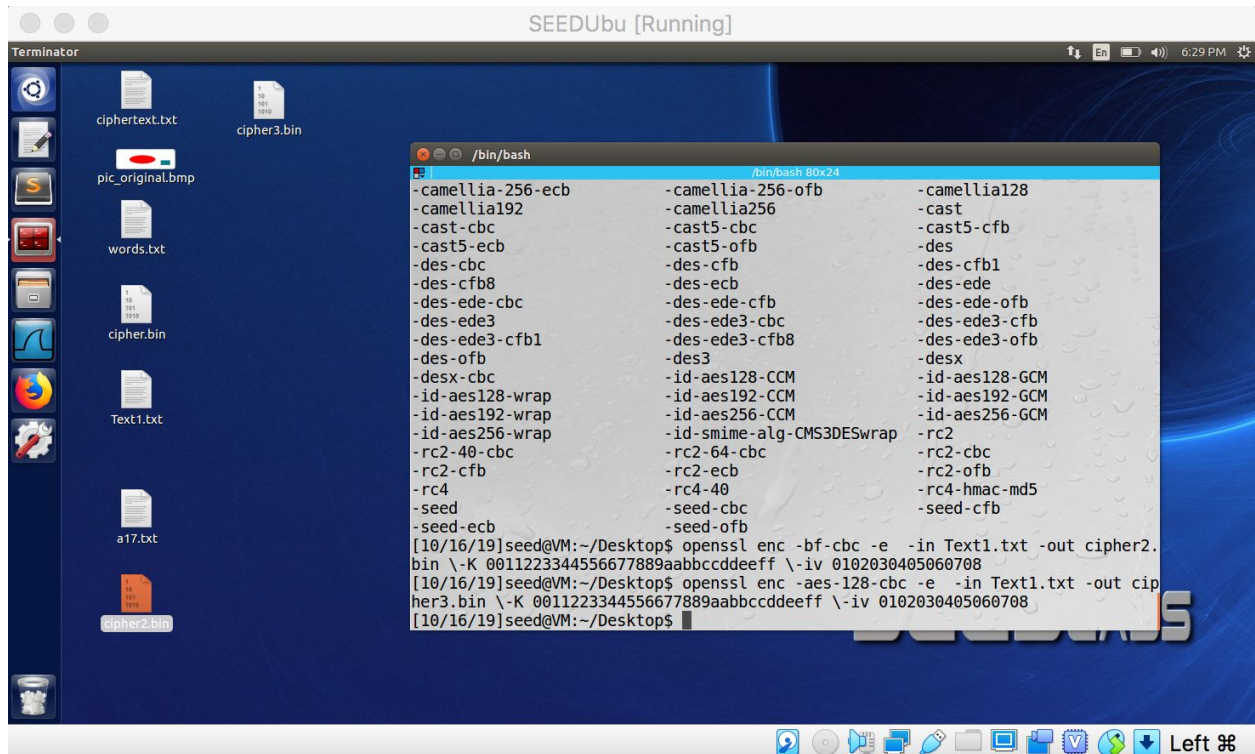 SEEDUbu [Running]
Terminator
En
6:29 PM
ciphertext.txt
cipher3.bin
pic_original.bmp
words.txt
cipher.bin
Text1.txt
a17.txt
cipher2.bin
/bin/bash
/bin/bash 80x24
-camellia-256-ecb -camellia-256-ofb -camellia128
-camellia192 -camellia256 -cast
-cast-cbc -cast5-cbc -cast5-cfb
-cast5-ecb -cast5-ofb -des
-des-cbc -des-cfb -des-cfb1
-des-cfb8 -des-ecb -des-ede
-des-ede-cbc -des-ede-cfb -des-ede-ofb
-des-ede3 -des-ede3-cbc -des-ede3-cfb
-des-ede3-cfb1 -des-ede3-cfb8 -des-ede3-ofb
-des-ofb -des3 -desx
-desx-cbc -id-aes128-CCM -id-aes128-GCM
-id-aes128-wrap -id-aes192-CCM -id-aes192-GCM
-id-aes192-wrap -id-aes256-CCM -id-aes256-GCM
-id-aes256-wrap -id-smime-alg-CMS3DESwrap -rc2
-rc2-40-cbc -rc2-64-cbc -rc2-cbc
-rc2-cfb -rc2-ecb -rc2-ofb
-rc4 -rc4-40 -rc4-hmac-md5
-seed -seed-cbc -seed-cfb
-seed-ecb -seed-ofb
[10/16/19]seed@VM:~/Desktop$ openssl enc -bf-cbc -e  -in Text1.txt -out cipher2.
bin \-K 00112233445566778889aabbccddeeff \-iv 0102030405060708
[10/16/19]seed@VM:~/Desktop$ openssl enc -aes-128-cbc -e  -in Text1.txt -out cip
her3.bin \-K 00112233445566778889aabbccddeeff \-iv 0102030405060708
[10/16/19]seed@VM:~/Desktop$
Left ⌘